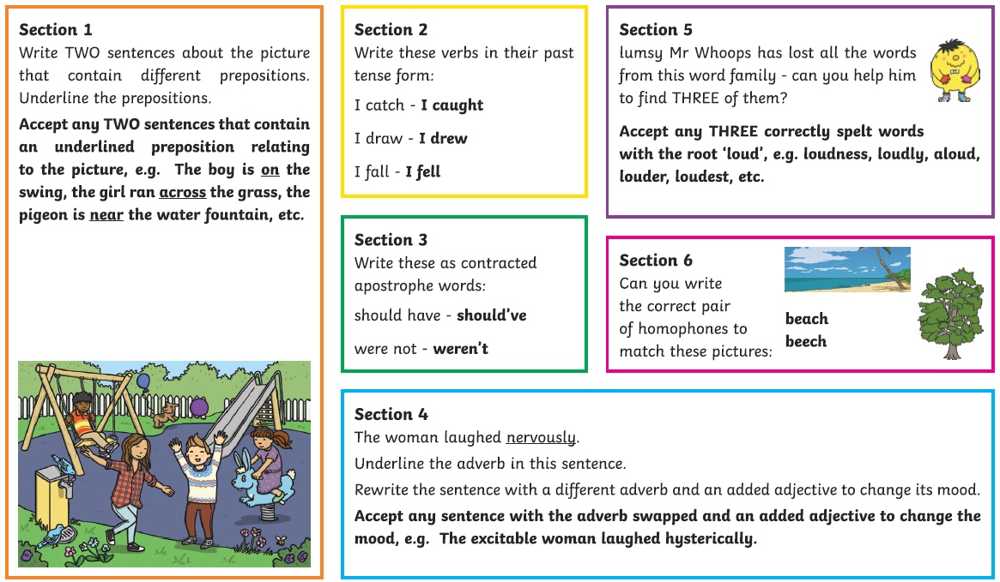 Section 1
Write TWO sentences about the picture
that contain different prepositions.
Underline the prepositions.
Accept any TWO sentences that contain
an underlined preposition relating
to the picture, e.g. The boy is on the
swing, the girl ran across the grass, the
pigeon is near the water fountain, etc.
Section 2
Write these verbs in their past
tense form:
I catch - I caught
I draw - I drew
I fall - I fell
Section 3
Write these as contracted
apostrophe words:
should have - should’ve
were not - weren’t
Section 5
lumsy Mr Whoops has lost all the words
from this word family - can you help him
to find THREE of them?
Accept any THREE correctly spelt words
with the root ‘loud’, e.g. loudness, loudly, aloud,
louder, loudest, etc.
Section 6
Can you write
the correct pair
of homophones to
match these pictures:
beach
beech
Section 4
The woman laughed nervously.
Underline the adverb in this sentence.
Rewrite the sentence with a different adverb and an added adjective to change its mood.
Accept any sentence with the adverb swapped and an added adjective to change the
mood, e.g. The excitable woman laughed hysterically.